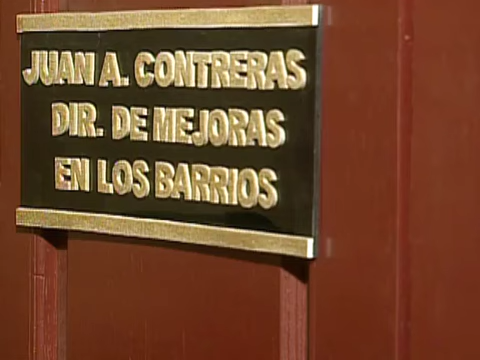 JUAN A. CONTRERAS
DIR. DE MEJORAS
EN LOS BARRIOS